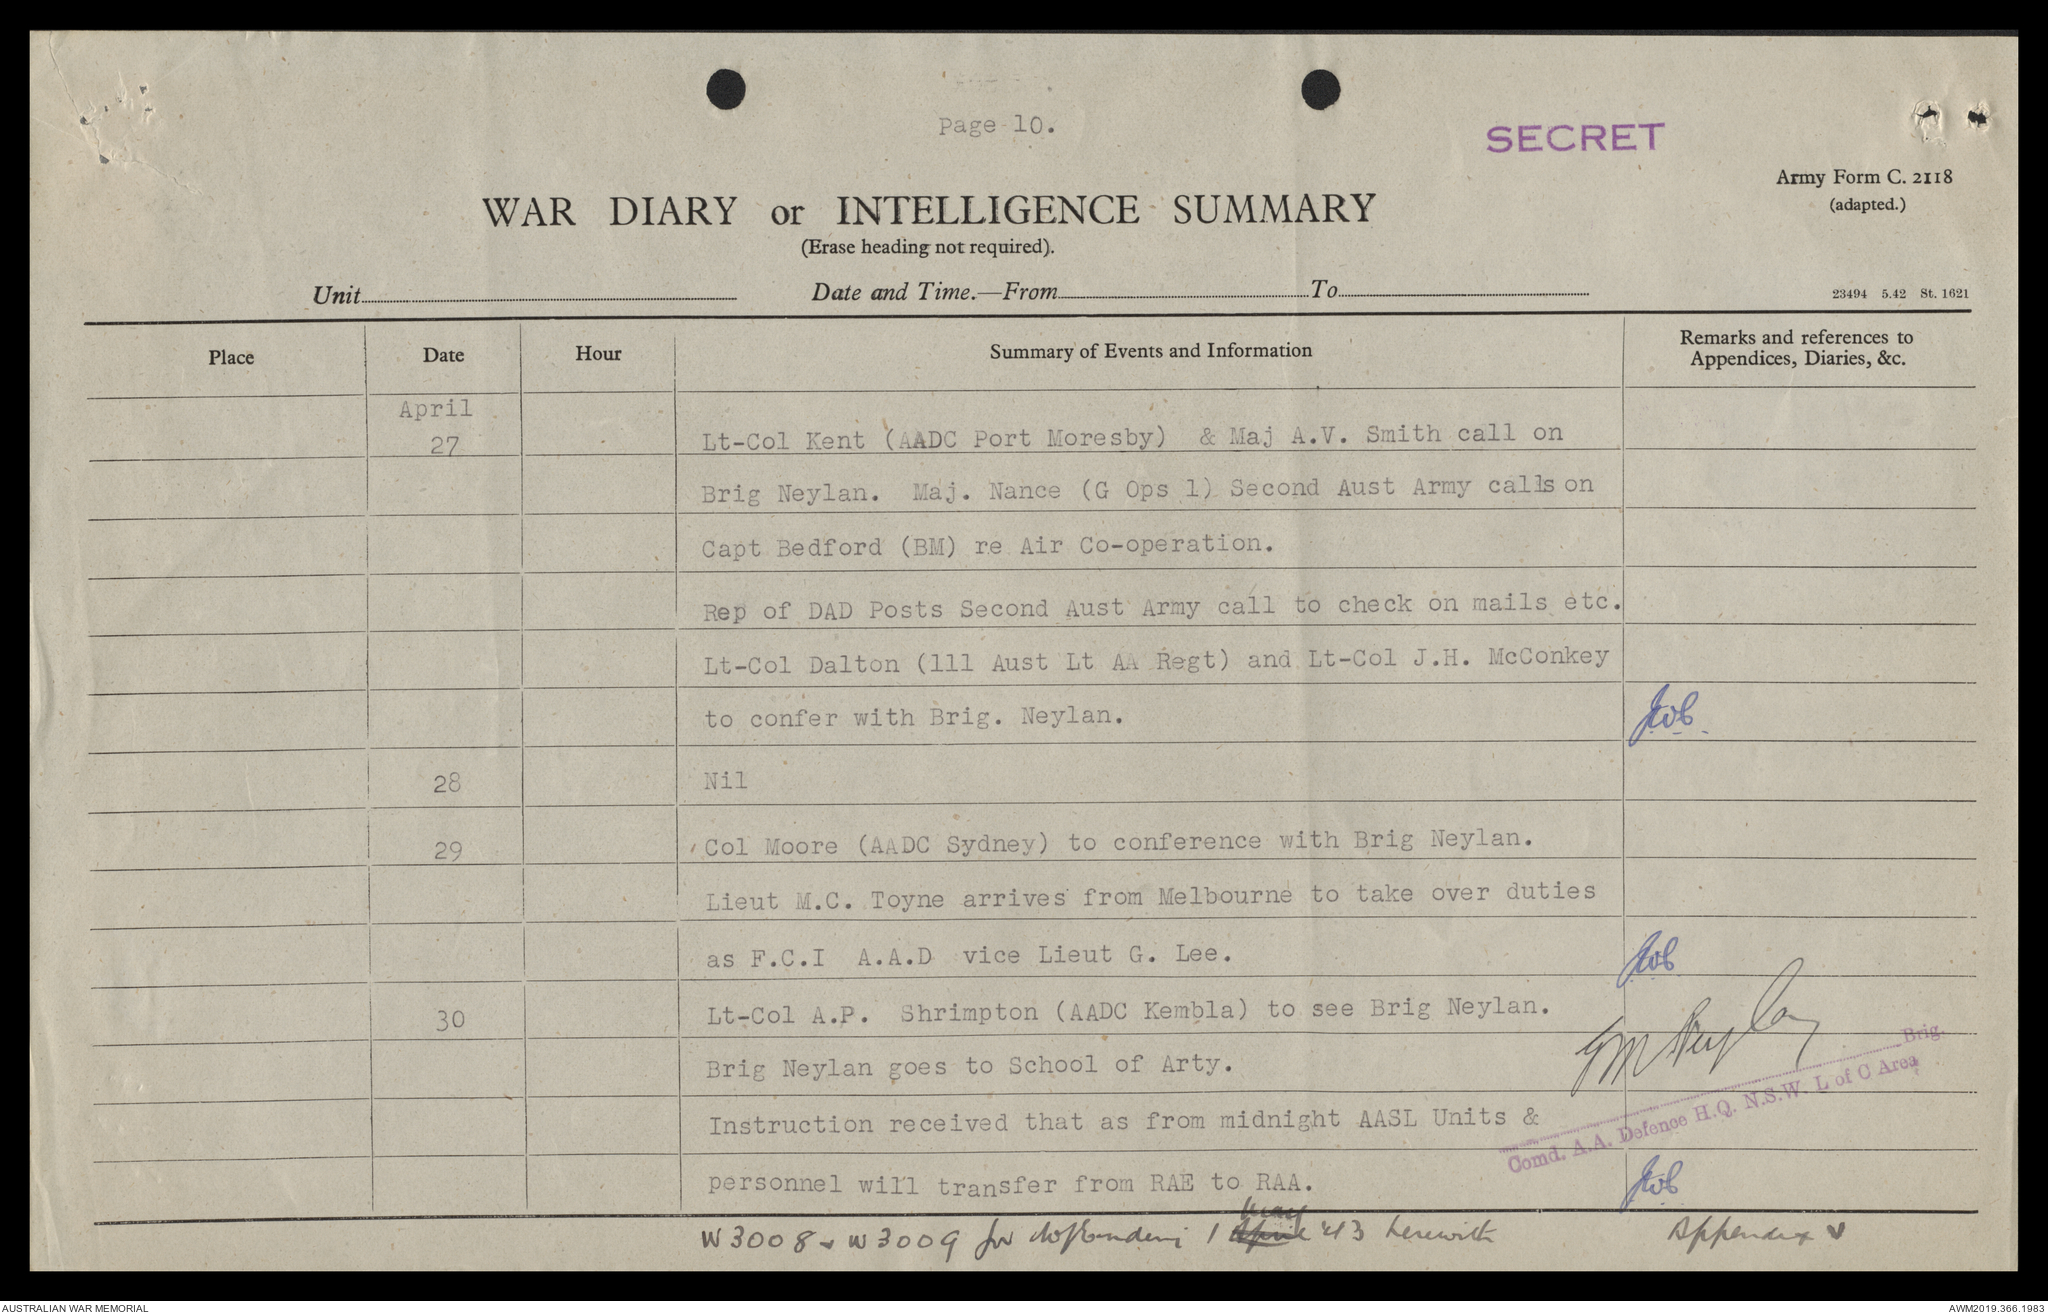 Page 10.
SECRET
Army Form C. 2118
(adapted.)
WAR DIARY or INTELLIGENCE SUMMARY
(Erase heading not required).
Unit
Date and Time.—From To
23494 5.42 St. 1621
Place
Date
Hour
Summary of Events and Information
Remarks and references to
Appendices, Diaries, &c.
April
27
Lt-Col Kent (AADC Port Moresby) & Maj A.V. Smith call on
Brig Neylan. Maj. Nance (G Ops 1) Second Aust Army calls on
Capt Bedford (BM) re Air Co-operation.
Rep of DAD Posts Second Aust Army call to check on mails etc.
Lt-Col Dalton (111 Aust Lt AA Regt) and Lt-Col J.H. McConkey
to confer with Brig. Neylan.
28
Nil
29
Col Moore (AADC Sydney) to conference with Brig Neylan.
Lieut M.C. Toyne arrives from Melbourne to take over duties
as F.C.I A.A.D vice Lieut G. Lee.
30
Lt-Col A.P. Shrimpton (AADC Kembla) to see Brig Neylan.
Brig Neylan goes to School of Arty.
Instruction received that as from midnight AASL Units &
personnel will transfer from RAE to RAA.
GM Neylan
Brig.
Comd. A.A. Defence H.Q. N.S.W. L of C Area
May
W3008 & W3009 for 1 April '43 herewith
Appendix
AUSTRALIAN WAR MEMORIAL
AWM2019.366.1983